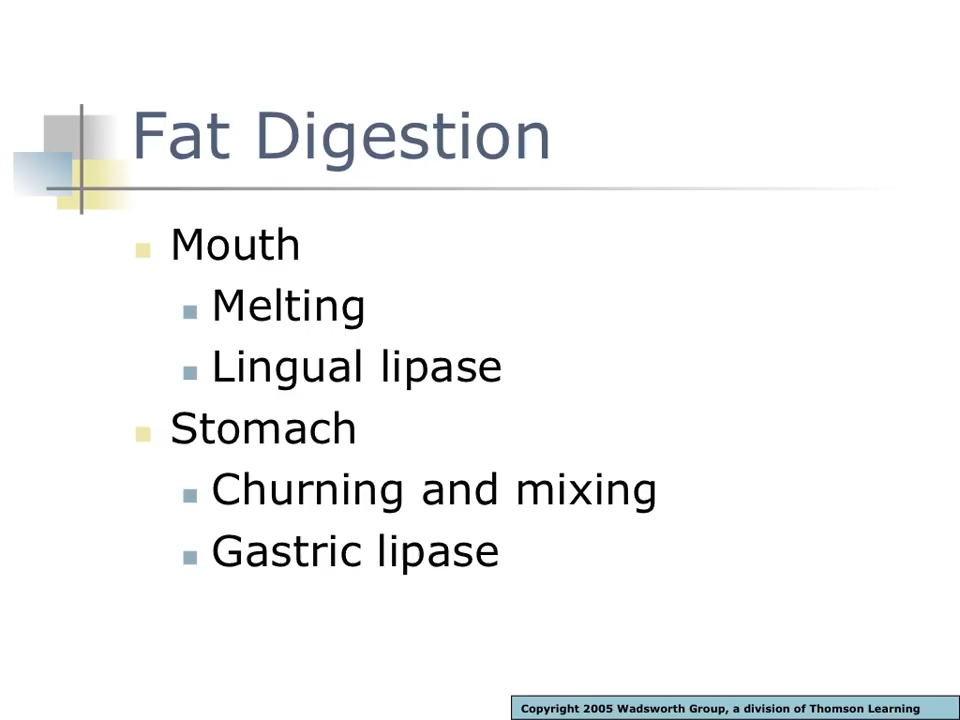 Fat Digestion
Mouth
Melting
Lingual lipase
Stomach
Churning and mixing
Gastric lipase
Copyright 2005 Wadsworth Group, a division of Thomson Learning